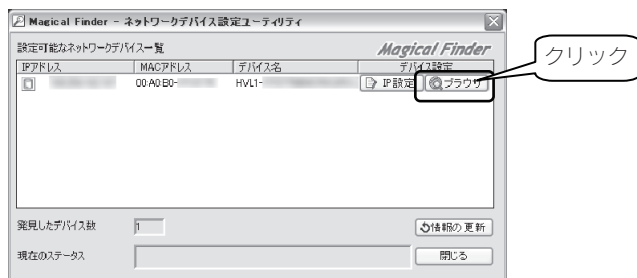 Magical Finder - ネットワークデバイス設定ユーティリティ
設定可能なネットワークデバイス一覧
Magical Finder
IPアドレス MACアドレス デバイス名 デバイス設定
00:A0:B0- HVL1- IP設定 ブラウザ
クリック
発見したデバイス数 1
情報の更新
現在のステータス
閉じる